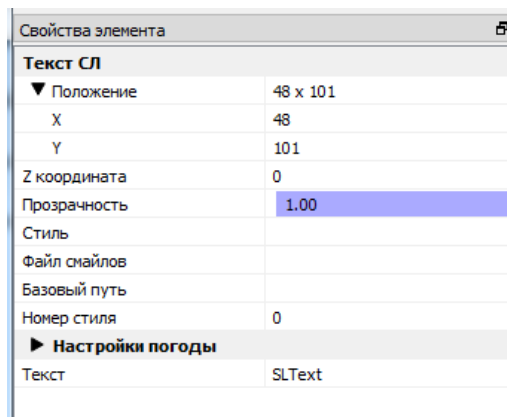 Свойства элемента
Текст СЛ
Положение 48 x 101
X 48
Y 101
Z координата 0
Прозрачность 1.00
Стиль
Файл смайлов
Базовый путь
Номер стиля 0
Настройки погоды
Текст SLText